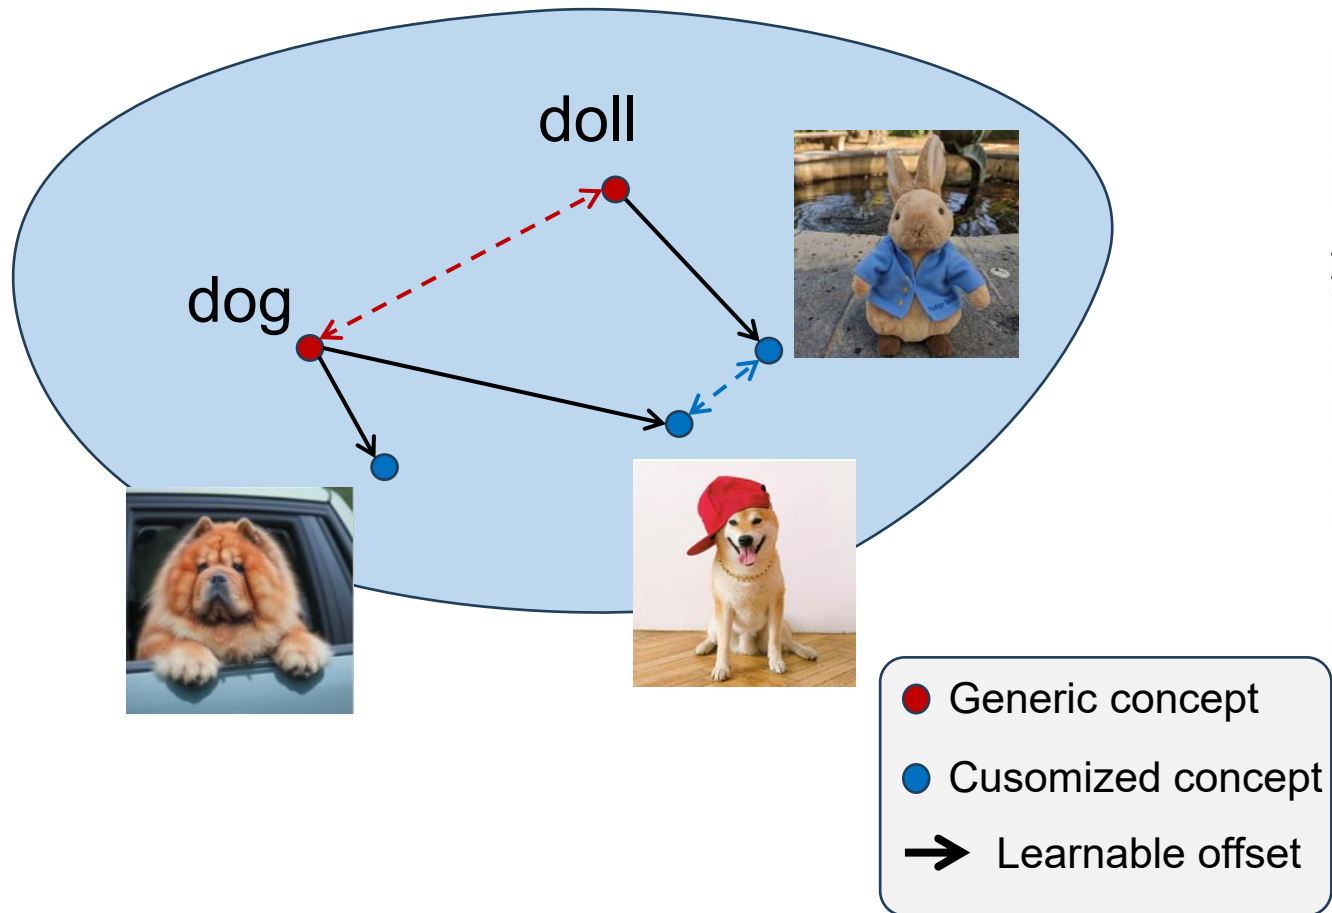 doll
dog
Generic concept
Cusomized concept
Learnable offset